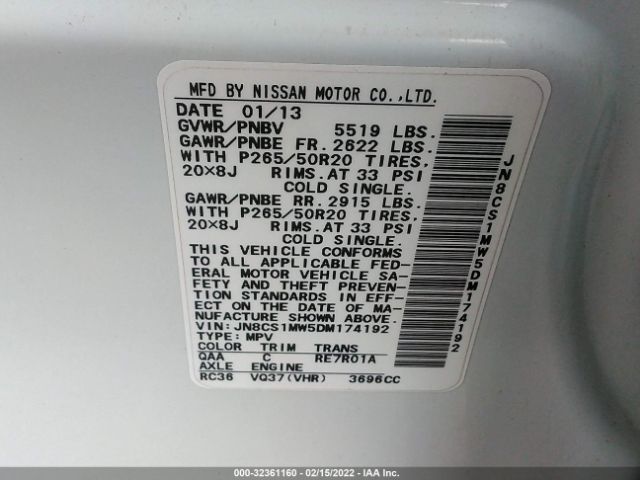 MFD BY NISSAN MOTOR CO.,LTD.
DATE 01/13
GVWR/PNBV 5519 LBS.
GAWR/PNBE FR. 2622 LBS.
WITH P265/50R20 TIRES,
20×8J RIMS.AT 33 PSI
COLD SINGLE.
GAWR/PNBE RR. 2915 LBS.
WITH P265/50R20 TIRES,
20×8J RIMS.AT 33 PSI
COLD SINGLE.
THIS VEHICLE CONFORMS
TO ALL APPLICABLE FED-
ERAL MOTOR VEHICLE SA-
FETY AND THEFT PREVEN-
TION STANDARDS IN EFF-
ECT ON THE DATE OF MA-
NUFACTURE SHOWN ABOVE.
VIN: JN8CS1MW5DM174192
TYPE: MPV
COLOR TRIM TRANS
QAA C RE7R01A
AXLE ENGINE
RC36 VQ37(VHR) 3696CC
JN8CS1MW5DM174192
000-32361160 - 02/15/2022 - IAA Inc.